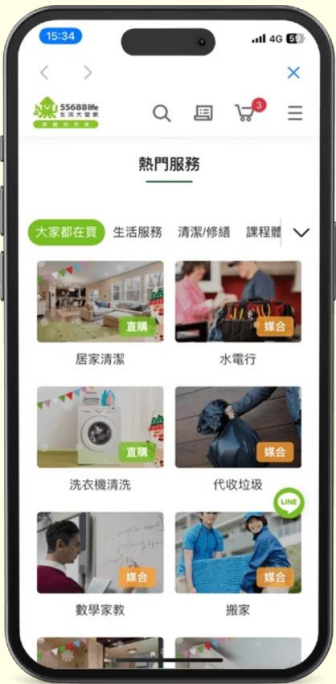 15:34
4G 59
55688life
生活大管家
3
熱門服務
大家都在買 生活服務 清潔/修繕 課程體
直購
媒合
居家清潔
水電行
直購
媒合
洗衣機清洗
代收垃圾
LINE
媒合
媒合
數學家教
搬家